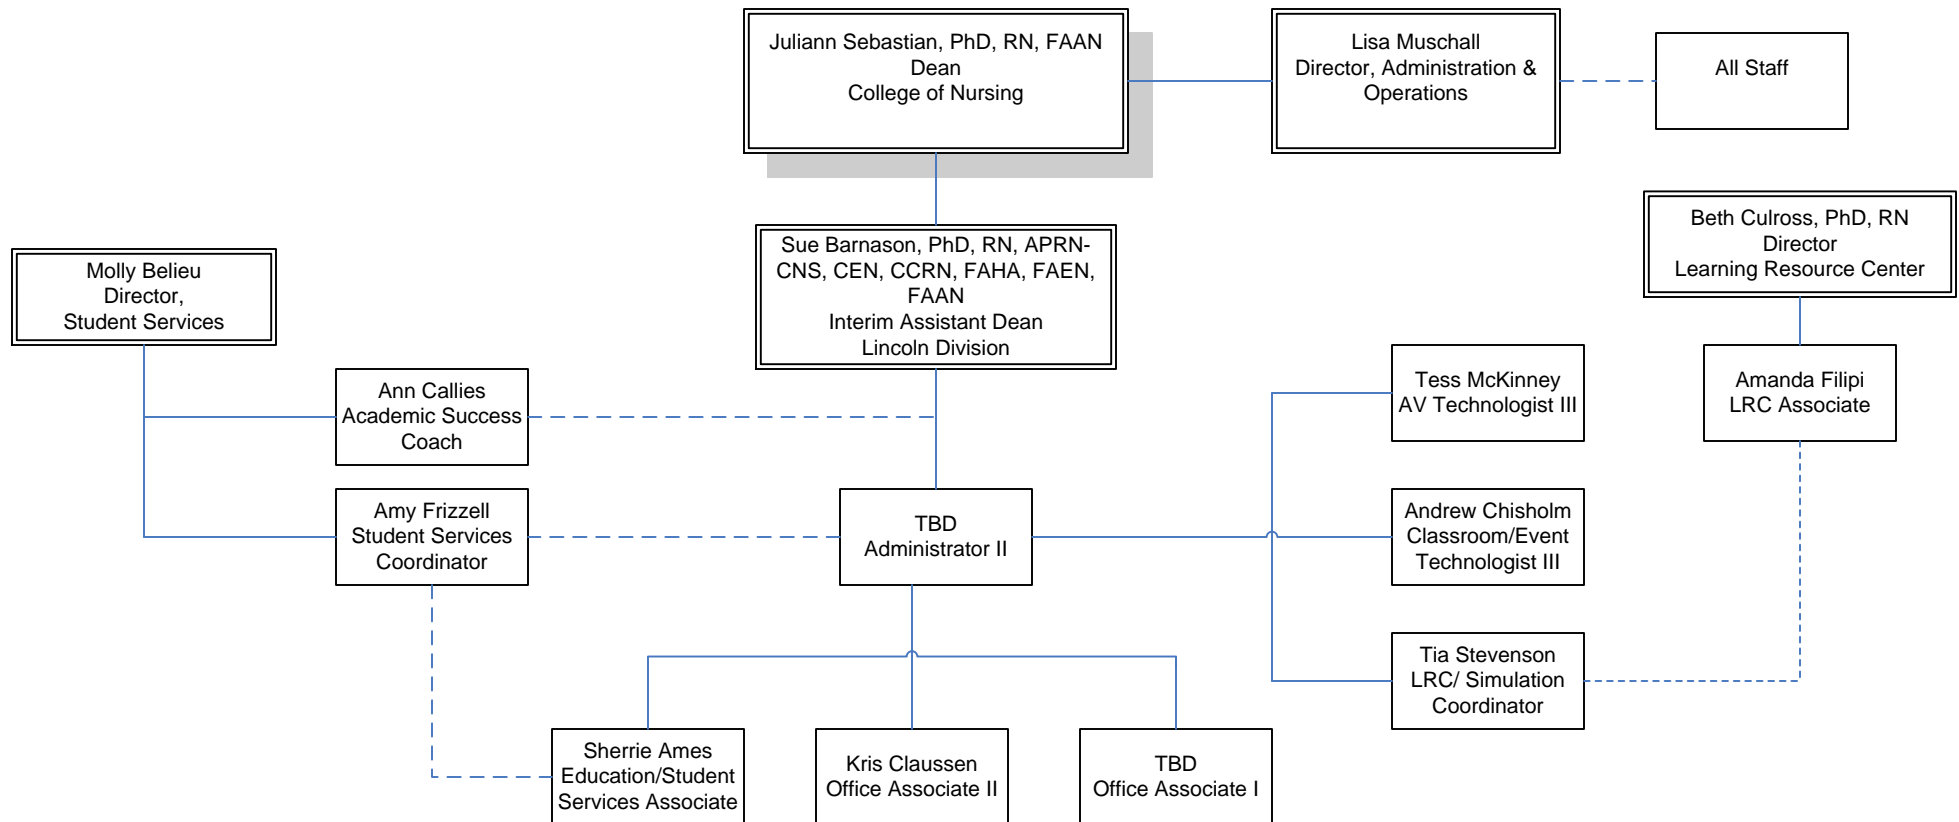 Juliann Sebastian, PhD, RN, FAAN
Dean
College of Nursing
Lisa Muschall
Director, Administration &
Operations
All Staff
Molly Belieu
Director,
Student Services
Sue Barnason, PhD, RN, APRN-
CNS, CEN, CCRN, FAHA, FAEN,
FAAN
Interim Assistant Dean
Lincoln Division
Beth Culross, PhD, RN
Director
Learning Resource Center
Ann Callies
Academic Success
Coach
Tess McKinney
AV Technologist III
Amanda Filipi
LRC Associate
Amy Frizzell
Student Services
Coordinator
TBD
Administrator II
Andrew Chisholm
Classroom/Event
Technologist III
Tia Stevenson
LRC/ Simulation
Coordinator
Sherrie Ames
Education/Student
Services Associate
Kris Claussen
Office Associate II
TBD
Office Associate I